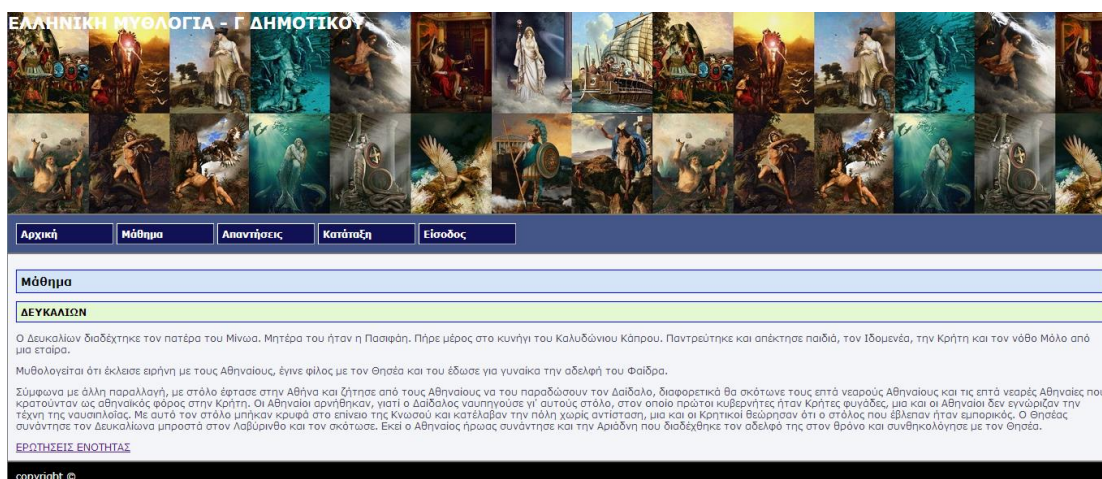 ΕΛΛΗΝΙΚΗ ΜΥΘΟΛΟΓΙΑ - Γ ΔΗΜΟΤΙΚΟΥ
Αρχική Μάθημα Απαντήσεις Κατάταξη Είσοδος
Μάθημα
ΔΕΥΚΑΛΙΩΝ
Ο Δευκαλίων διαδέχτηκε τον πατέρα του Μίνωα. Μητέρα του ήταν η Πασιφάη. Πήρε μέρος στο κυνήγι του Καλυδώνιου Κάπρου. Παντρεύτηκε και απέκτησε παιδιά, τον Ιδομενέα, την Κρήτη και τον νόθο Μόλο από
μια εταίρα.
Μυθολογείται ότι έκλεισε ειρήνη με τους Αθηναίους, έγινε φίλος με τον Θησέα και του έδωσε για γυναίκα την αδελφή του Φαίδρα.
Σύμφωνα με άλλη παραλλαγή, με στόλο έφτασε στην Αθήνα και ζήτησε από τους Αθηναίους να του παραδώσουν τον Δαίδαλο, διαφορετικά θα σκότωνε τους επτά νεαρούς Αθηναίους και τις επτά νεαρές Αθηναίες που
κρατούνταν ως αθηναϊκός φόρος στην Κρήτη. Οι Αθηναίοι αρνήθηκαν, γιατί ο Δαίδαλος ναυπηγούσε γι' αυτούς στόλο, στον οποίο πρώτοι κυβερνήτες ήταν Κρήτες φυγάδες, μια και οι Αθηναίοι δεν εγνώριζαν την
τέχνη της ναυσιπλοΐας. Με αυτό τον στόλο μπήκαν κρυφά στο επίνειο της Κνωσού και κατέλαβαν την πόλη χωρίς αντίσταση, μια και οι Κρητικοί θεώρησαν ότι ο στόλος που έβλεπαν ήταν εμπορικός. Ο Θησέας
συνάντησε τον Δευκαλίωνα μπροστά στον Λαβύρινθο και τον σκότωσε. Εκεί ο Αθηναίος ήρωας συνάντησε και την Αριάδνη που διαδέχθηκε τον αδελφό της στον θρόνο και συνθηκολόγησε με τον Θησέα.
ΕΡΩΤΗΣΕΙΣ ΕΝΟΤΗΤΑΣ
copyright ©